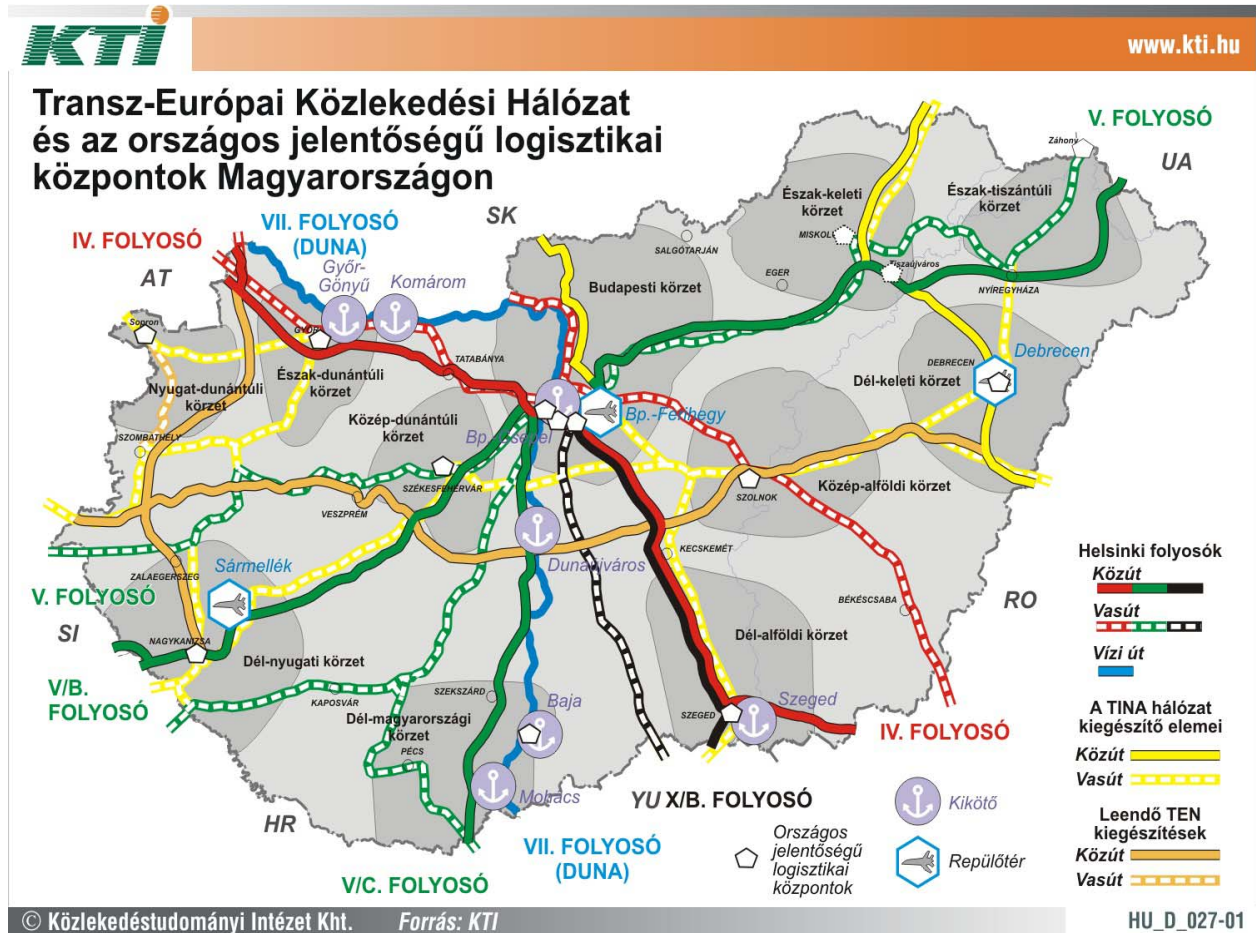 KTI
www.kti.hu
Transz-Európai Közlekedési Hálózat
és az országos jelentőségű logisztikai
központok Magyarországon
V. FOLYOSÓ
UA
Záhony
Észak-keleti
körzet
Észak-tiszántúli
körzet
SK
VII. FOLYOSÓ
(DUNA)
IV. FOLYOSÓ
AT
Győr-
Gönyű
Komárom
MISKOLC
SALGÓTARJÁN
EGER
Tiszaújváros
NYÍREGYHÁZA
Budapesti körzet
Sopron
GYŐR
TATABÁNYA
Észak-dunántúli
körzet
Nyugat-dunántúli
körzet
DEBRECEN
Debrecen
Dél-keleti körzet
Közép-dunántúli
körzet
Bp.-Ferihegy
Bp.-Csepel
SZOMBATHELY
SZÉKESFEHÉRVÁR
Közép-alföldi körzet
SZOLNOK
VESZPRÉM
Dunaújváros
KECSKEMÉT
ZALAEGERSZEG
Sármellék
V. FOLYOSÓ
SI
BÉKÉSCSABA
RO
NAGYKANIZSA
Dél-nyugati körzet
Dél-alföldi körzet
V/B.
FOLYOSÓ
KAPOSVÁR
SZEKSZÁRD
Baja
SZEGED
Szeged
Dél-magyarországi
körzet
PÉCS
IV. FOLYOSÓ
Mohács
YU X/B. FOLYOSÓ
HR
VII. FOLYOSÓ
(DUNA)
V/C. FOLYOSÓ
Országos
jelentőségű
logisztikai
központok
Kikötő
Repülőtér
Helsinki folyosók
Közút
Vasút
Vízi út
A TINA hálózat
kiegészítő elemei
Közút
Vasút
Leendő TEN
kiegészítések
Közút
Vasút
© Közlekedéstudományi Intézet Kht. Forrás: KTI
HU_D_027-01